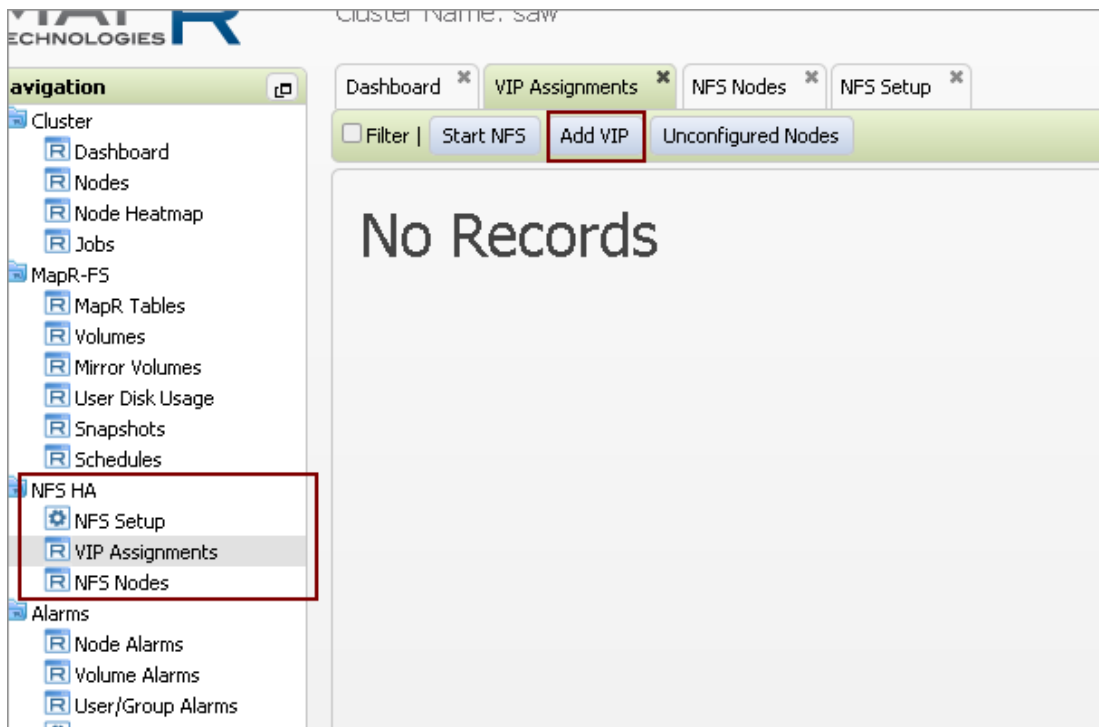 ECHNOLOGIES
Cluster Name: saw
avigation
Cluster
Dashboard
Nodes
Node Heatmap
Jobs
MapR-FS
MapR Tables
Volumes
Mirror Volumes
User Disk Usage
Snapshots
Schedules
NFS HA
NFS Setup
VIP Assignments
NFS Nodes
Alarms
Node Alarms
Volume Alarms
User/Group Alarms
Dashboard VIP Assignments NFS Nodes NFS Setup
Filter | Start NFS Add VIP Unconfigured Nodes
No Records